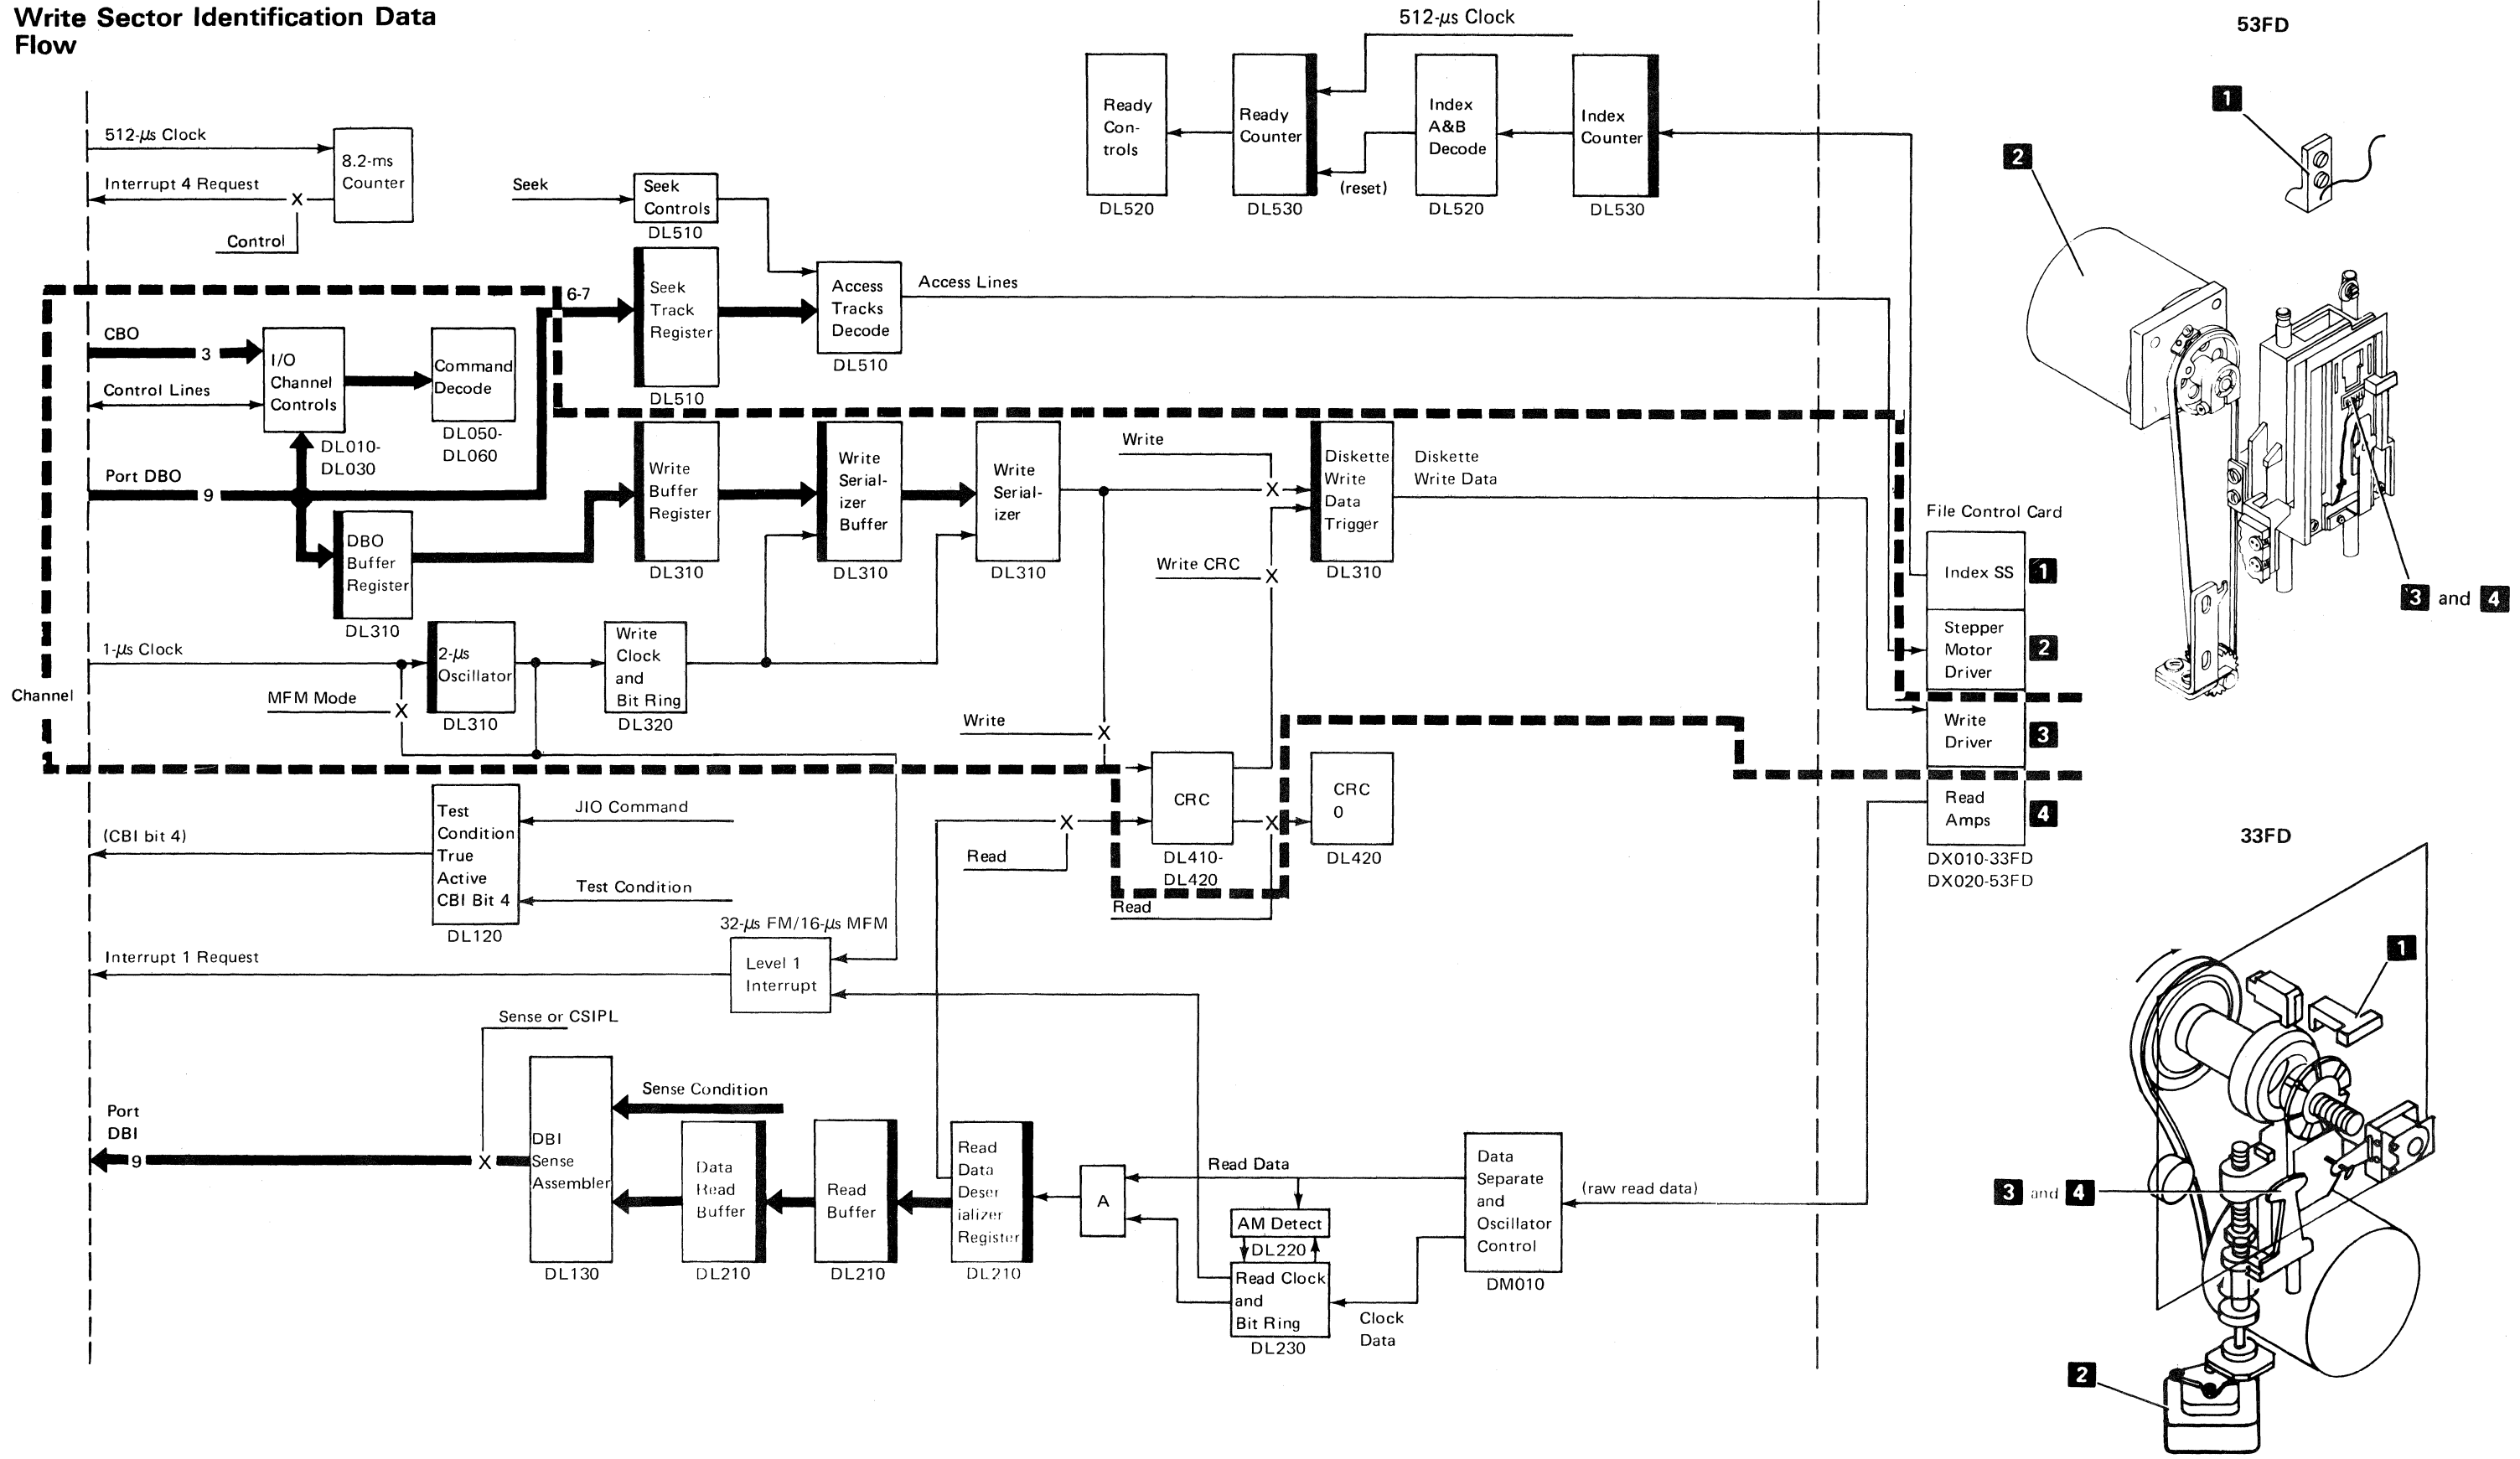 Write Sector Identification Data
Flow
512-μs Clock
53FD
1
2
Ready
Con-
trols
DL520
Ready
Counter
DL530
(reset)
Index
A&B
Decode
DL520
Index
Counter
DL530
512-μs Clock
8.2-ms
Counter
Interrupt 4 Request
X
Control
Seek
Seek
Controls
DL510
6-7
Seek
Track
Register
DL510
Access
Tracks
Decode
DL510
Access Lines
CBO
3
I/O
Channel
Controls
DL010-
DL030
Command
Decode
DL050-
DL060
Control Lines
Port DBO
9
DBO
Buffer
Register
DL310
Write
Buffer
Register
DL310
Write
Serial-
izer
Buffer
DL310
Write
Serial-
izer
DL310
Write
X
Diskette
Write
Data
Trigger
DL310
Diskette
Write Data
Write CRC
X
File Control Card
Index SS
1
Stepper
Motor
Driver
2
Write
Driver
3
Read
Amps
4
DX010-33FD
DX020-53FD
3 and 4
1-μs Clock
2-μs
Oscillator
DL310
Write
Clock
and
Bit Ring
DL320
Channel
MFM Mode
X
Write
X
CRC
DL410-
DL420
X
CRC
0
DL420
Read
X
Read
Test
Condition
True
Active
CBI Bit 4
DL120
JIO Command
Test Condition
(CBI bit 4)
32-μs FM/16-μs MFM
Level 1
Interrupt
Interrupt 1 Request
Sense or CSIPL
Port
DBI
9
X
DBI
Sense
Assembler
DL130
Sense Condition
Data
Read
Buffer
DL210
Read
Buffer
DL210
Read
Data
Deser
ializer
Register
DL210
A
Read Data
AM Detect
DL220
Read Clock
and
Bit Ring
DL230
Clock
Data
Data
Separate
and
Oscillator
Control
DM010
(raw read data)
33FD
1
3 and 4
2